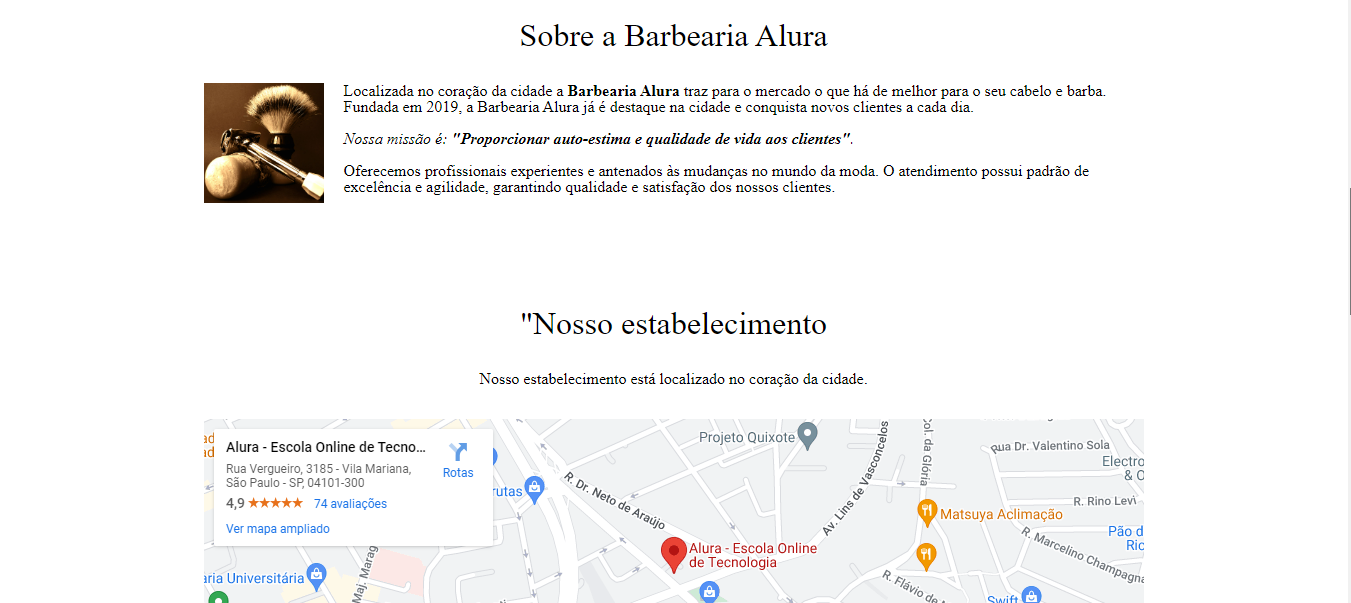 Sobre a Barbearia Alura
Localizada no coração da cidade a Barbearia Alura traz para o mercado o que há de melhor para o seu cabelo e barba.
Fundada em 2019, a Barbearia Alura já é destaque na cidade e conquista novos clientes a cada dia.
Nossa missão é: "Proporcionar auto-estima e qualidade de vida aos clientes".
Oferecemos profissionais experientes e antenados às mudanças no mundo da moda. O atendimento possui padrão de
excelência e agilidade, garantindo qualidade e satisfação dos nossos clientes.
"Nosso estabelecimento
Nosso estabelecimento está localizado no coração da cidade.
Alura - Escola Online de Tecno...
Rua Vergueiro, 3185 - Vila Mariana,
São Paulo - SP, 04101-300
4,9
74 avaliações
Ver mapa ampliado
Rotas
Projeto Quixote
R. Dr. Neto de Araújo
Av. Lins de Vasconcelos
Col. da Glória
Rua Dr. Valentino Sola
Electro
& O
R. Rino Levi
Matsuya Aclimação
Pão d
Ric
R. Marcelino Champagna
Alura - Escola Online
de Tecnologia
rutas
aria Universitária
Maj. Marag
R. Flávio de
Swift